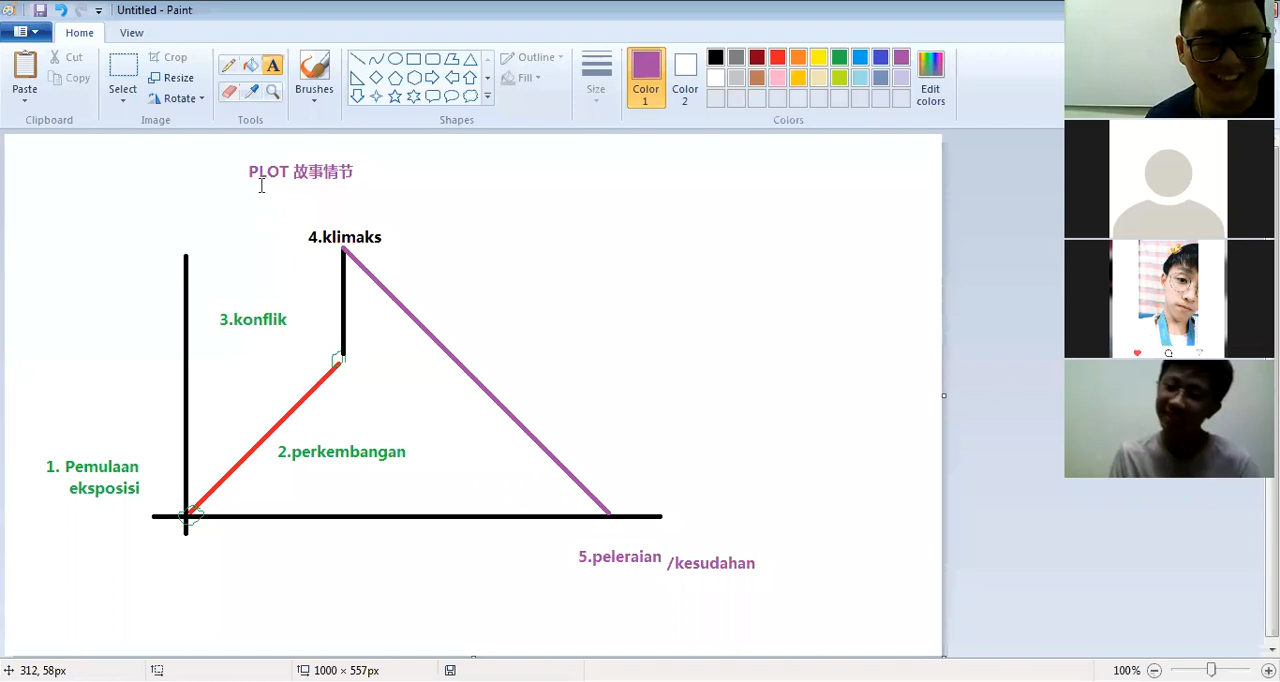 Untitled - Paint
Home
View
Paste
Cut
Copy
Clipboard
Select
Crop
Resize
Rotate
Image
Tools
Brushes
Shapes
Outline
Fill
Size
Color 1
Color 2
Edit colors
Colors
PLOT 故事情节
4.klimaks
3.konflik
2.perkembangan
1. Pemulaan
eksposisi
5.peleraian
/kesudahan
312, 58px
1000 × 557px
100%